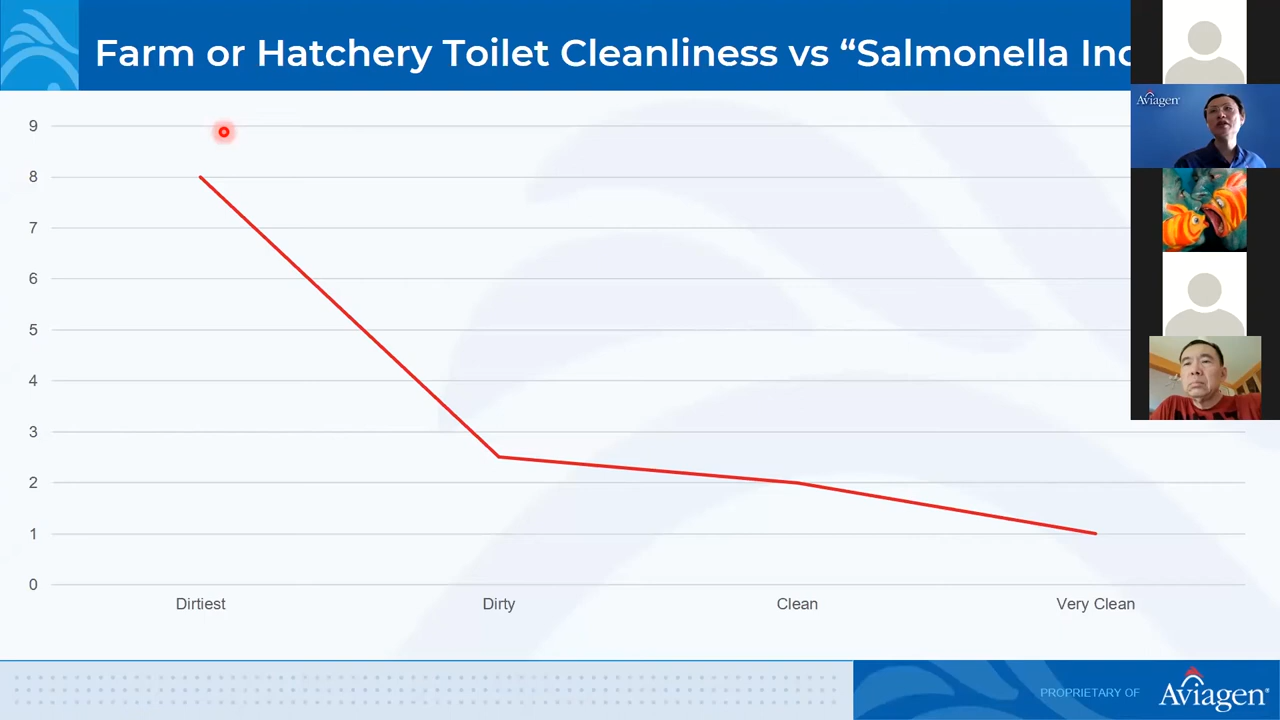 Farm or Hatchery Toilet Cleanliness vs “Salmonella
Aviagen
9
8
7
6
5
4
3
2
1
0
Dirtiest Dirty Clean Very Clean
PROPRIETARY OF Aviagen®